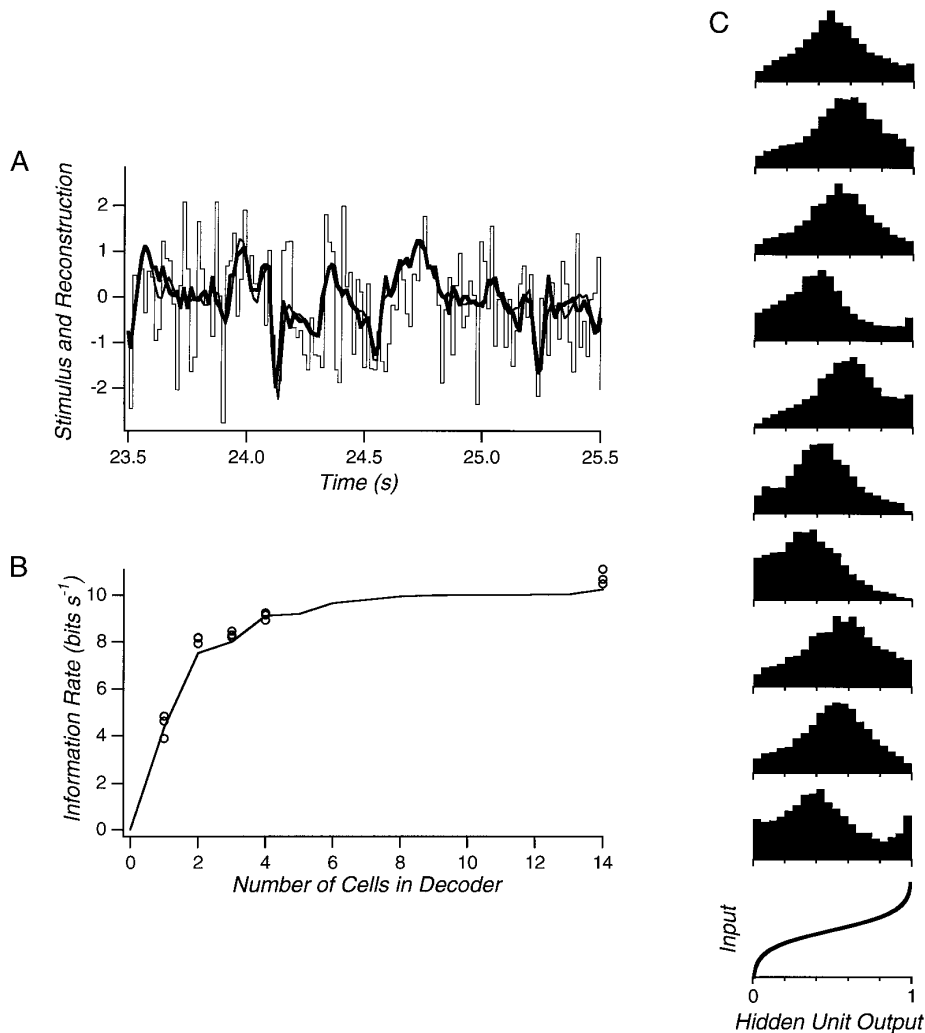 A
Stimulus and Reconstruction
2
1
0
-1
-2
23.5 24.0 24.5 25.0 25.5
Time (s)
B
Information Rate (bits s⁻¹)
10
8
6
4
2
0
0 2 4 6 8 10 12 14
Number of Cells in Decoder
C
Input
0 1
Hidden Unit Output